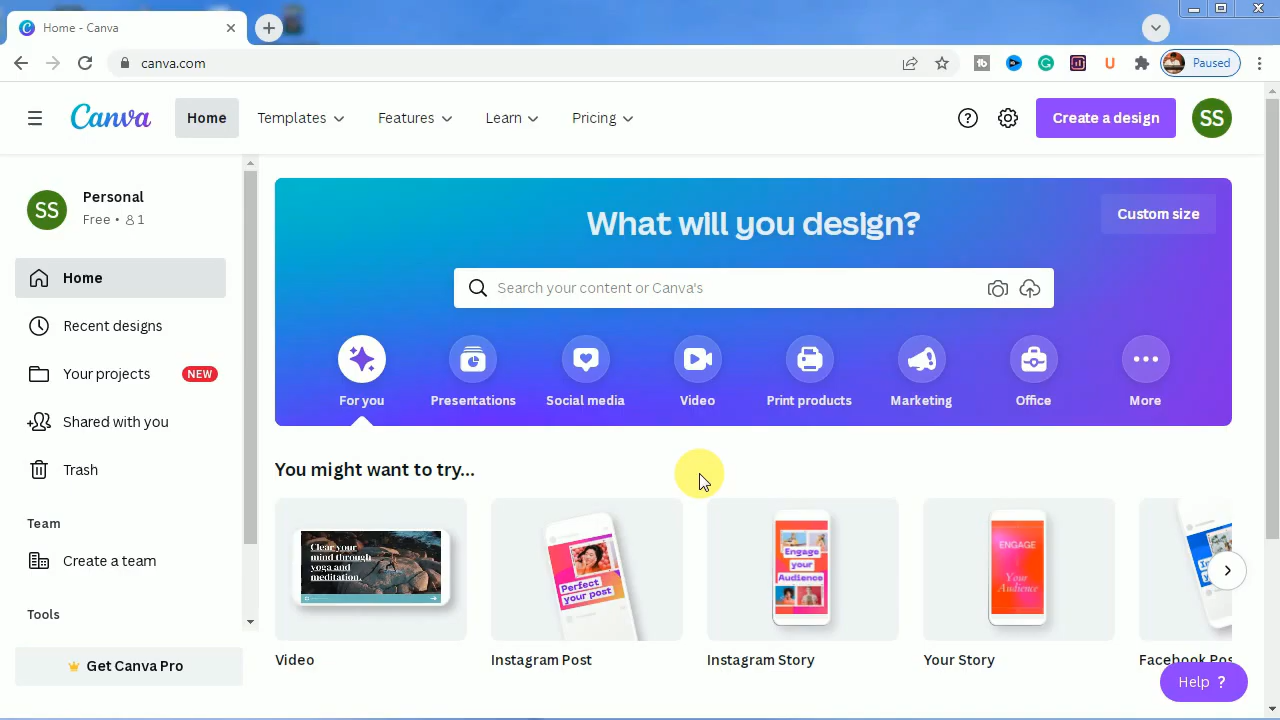 Home - Canva
canva.com
Paused
Canva
Home
Templates
Features
Learn
Pricing
?
Create a design
SS
SS
Personal
Free • 1
Home
Recent designs
Your projects NEW
Shared with you
Trash
Team
Create a team
Tools
Get Canva Pro
What will you design?
Custom size
Search your content or Canva's
For you
Presentations
Social media
Video
Print products
Marketing
Office
More
You might want to try...
Clear your
mind through
yoga and
meditation.
Perfect
your post
Engage
your
Audience
ENGAGE
Your
Audience
Video
Instagram Post
Instagram Story
Your Story
Facebook Pos
Help ?